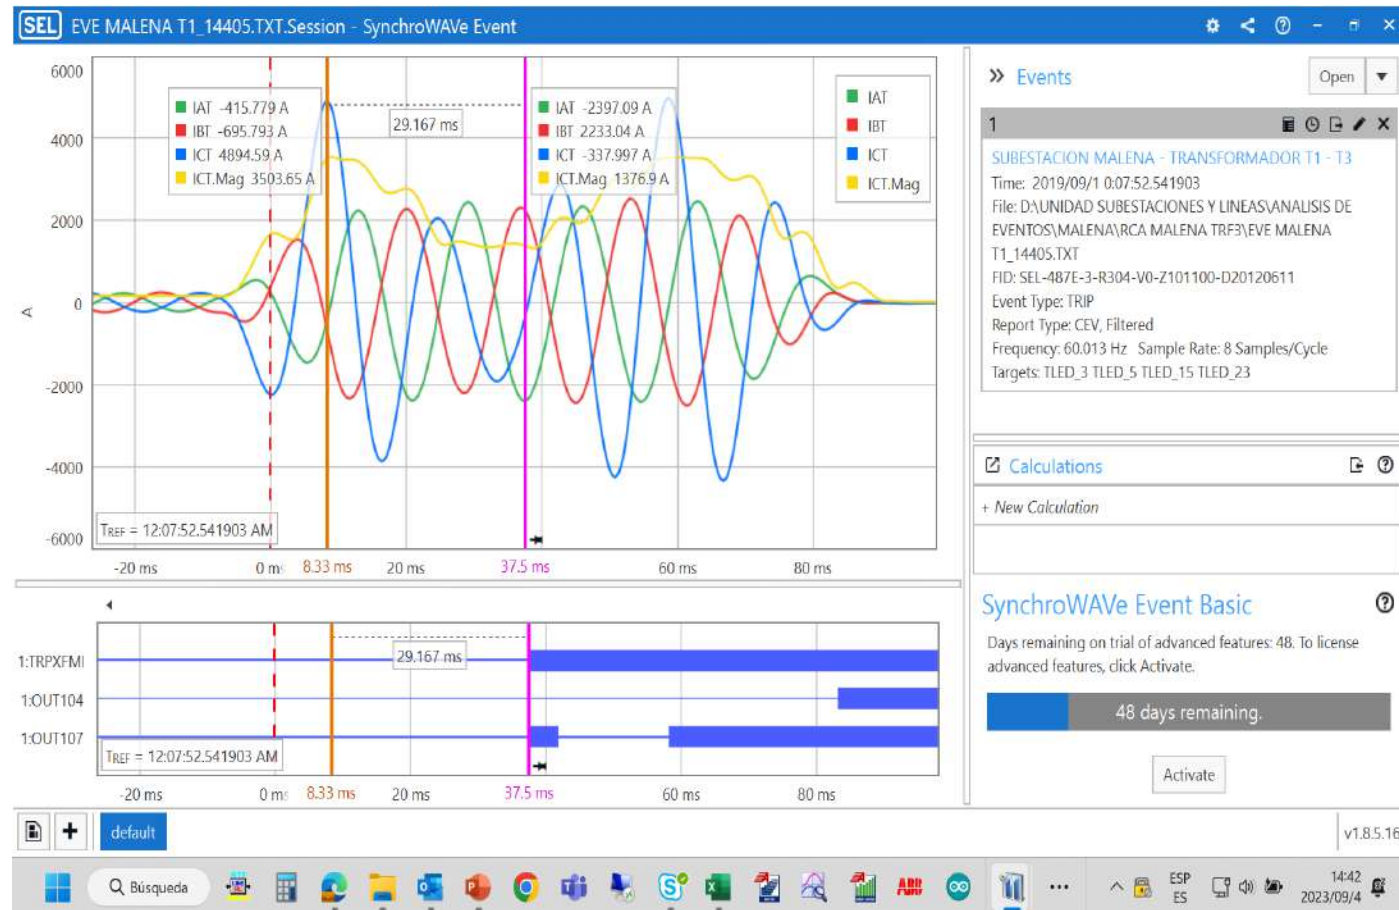 SEL EVE MALENA T1_14405.TXT.Session - SynchroWAVe Event
6000
4000
2000
0
-2000
-4000
-6000
A
IAT -415.779 A
IBT -695.793 A
ICT 4894.59 A
ICT.Mag 3503.65 A
29.167 ms
IAT -2397.09 A
IBT 2233.04 A
ICT -337.997 A
ICT.Mag 1376.9 A
IAT
IBT
ICT
ICT.Mag
TREF = 12:07:52.541903 AM
-20 ms 0 ms 8.33 ms 20 ms 37.5 ms 60 ms 80 ms
29.167 ms
1:TRPXFMI
1:OUT104
1:OUT107
TREF = 12:07:52.541903 AM
-20 ms 0 ms 8.33 ms 20 ms 37.5 ms 60 ms 80 ms
Events
Open
1
SUBESTACION MALENA - TRANSFORMADOR T1 - T3
Time: 2019/09/1 0:07:52.541903
File: D:\UNIDAD SUBESTACIONES Y LINEAS\ANALISIS DE
EVENTOS\MALENA\RCA MALENA TRF3\EVE MALENA
T1_14405.TXT
FID: SEL-487E-3-R304-V0-Z101100-D20120611
Event Type: TRIP
Report Type: CEV, Filtered
Frequency: 60.013 Hz Sample Rate: 8 Samples/Cycle
Targets: TLED_3 TLED_5 TLED_15 TLED_23
Calculations
+ New Calculation
SynchroWAVe Event Basic
Days remaining on trial of advanced features: 48. To license
advanced features, click Activate.
48 days remaining.
Activate
default
v1.8.5.16
Búsqueda
ABB
ESP
ES
14:42
2023/09/4